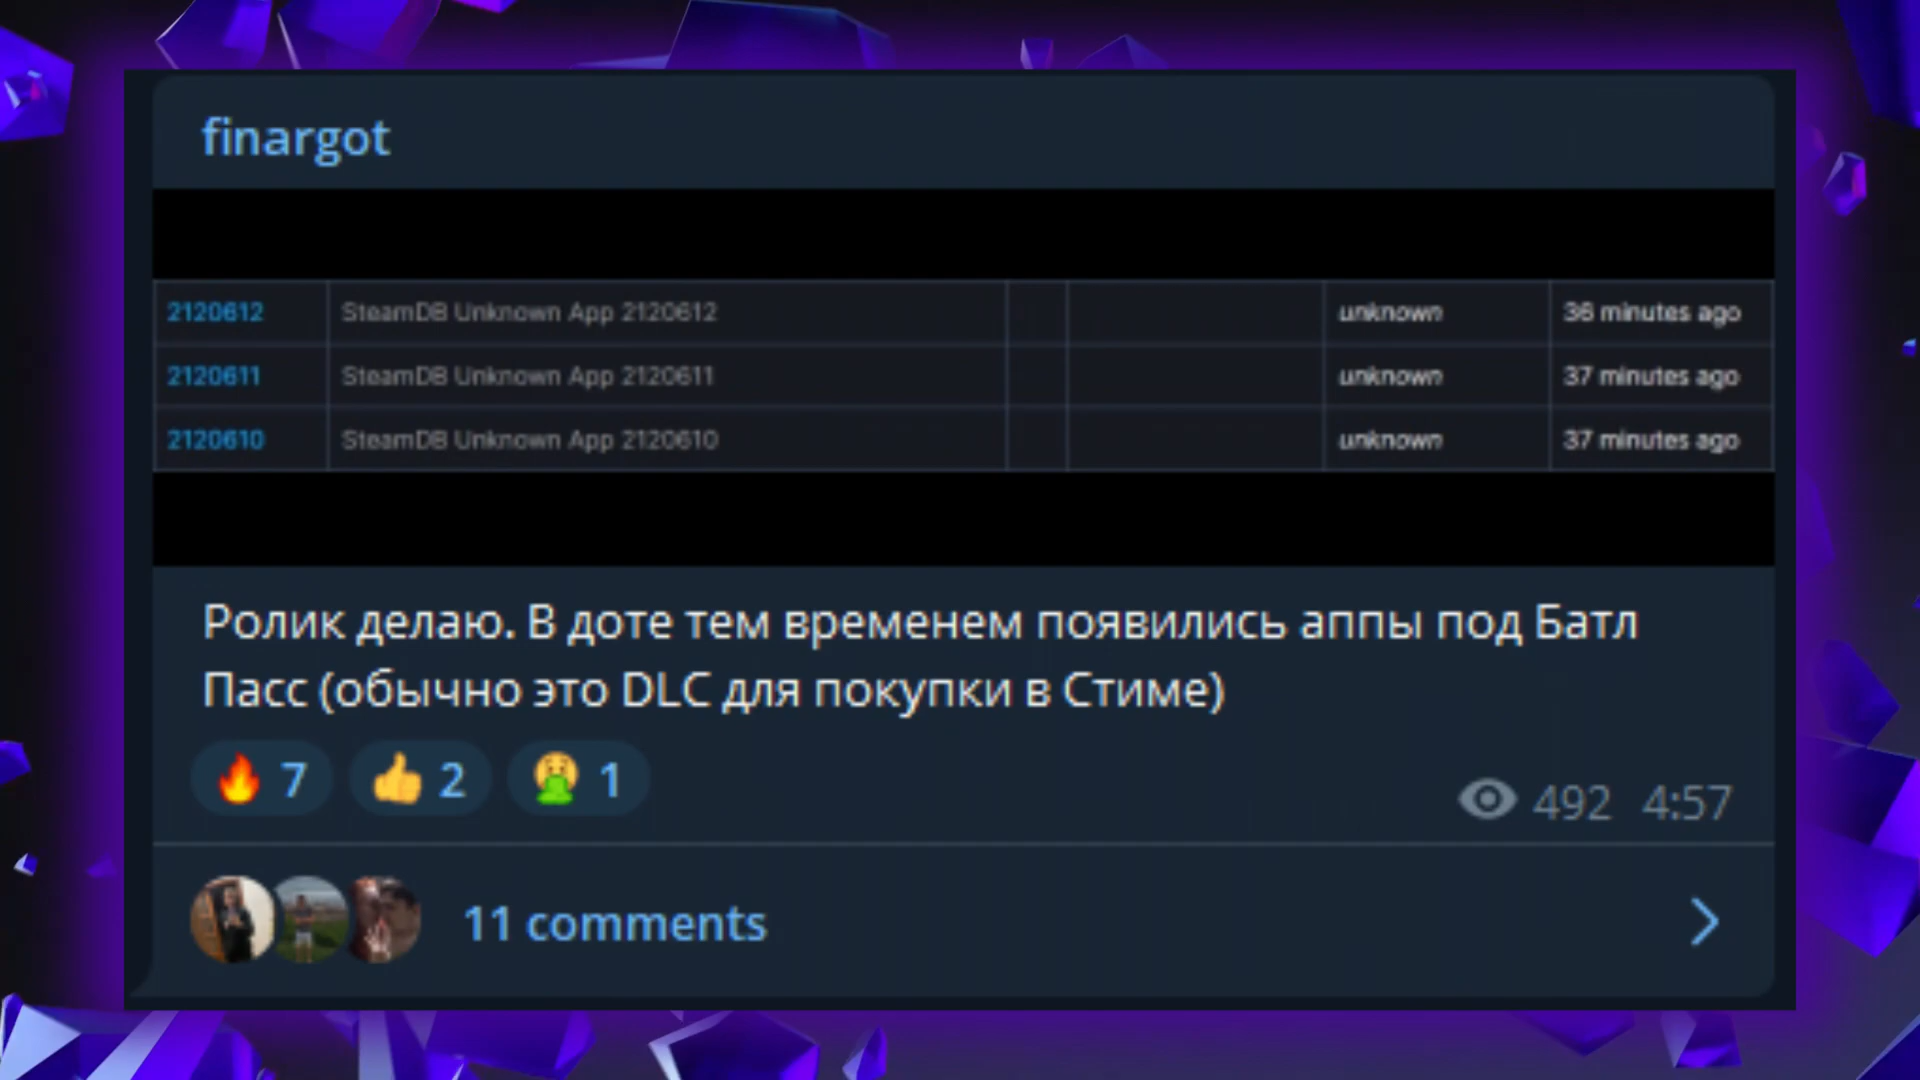 finargot
2120612 SteamDB Unknown App 2120612 unknown 36 minutes ago
2120611 SteamDB Unknown App 2120611 unknown 37 minutes ago
2120610 SteamDB Unknown App 2120610 unknown 37 minutes ago
Ролик делаю. В доте тем временем появились аппы под Батл
Пасс (обычно это DLC для покупки в Стиме)
🔥 7 👍 2 🤮 1
492 4:57
11 comments